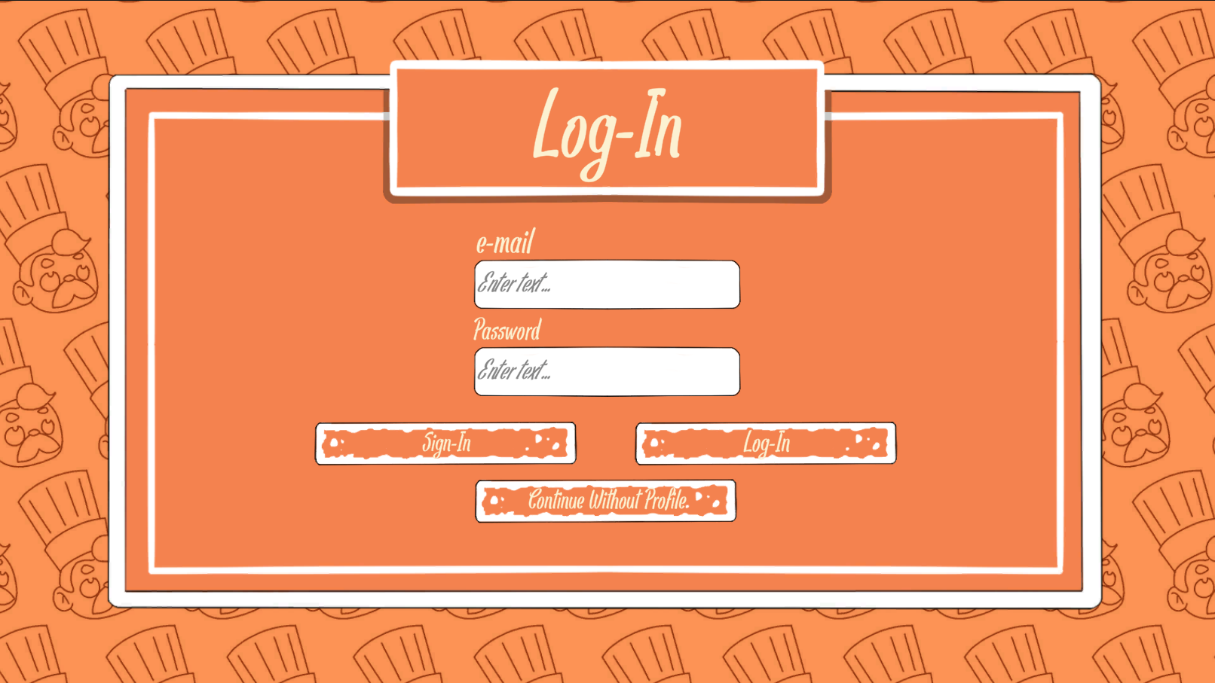 Log-In
e-mail
Enter text...
Password
Enter text...
Sign-In
Log-In
Continue Without Profile.